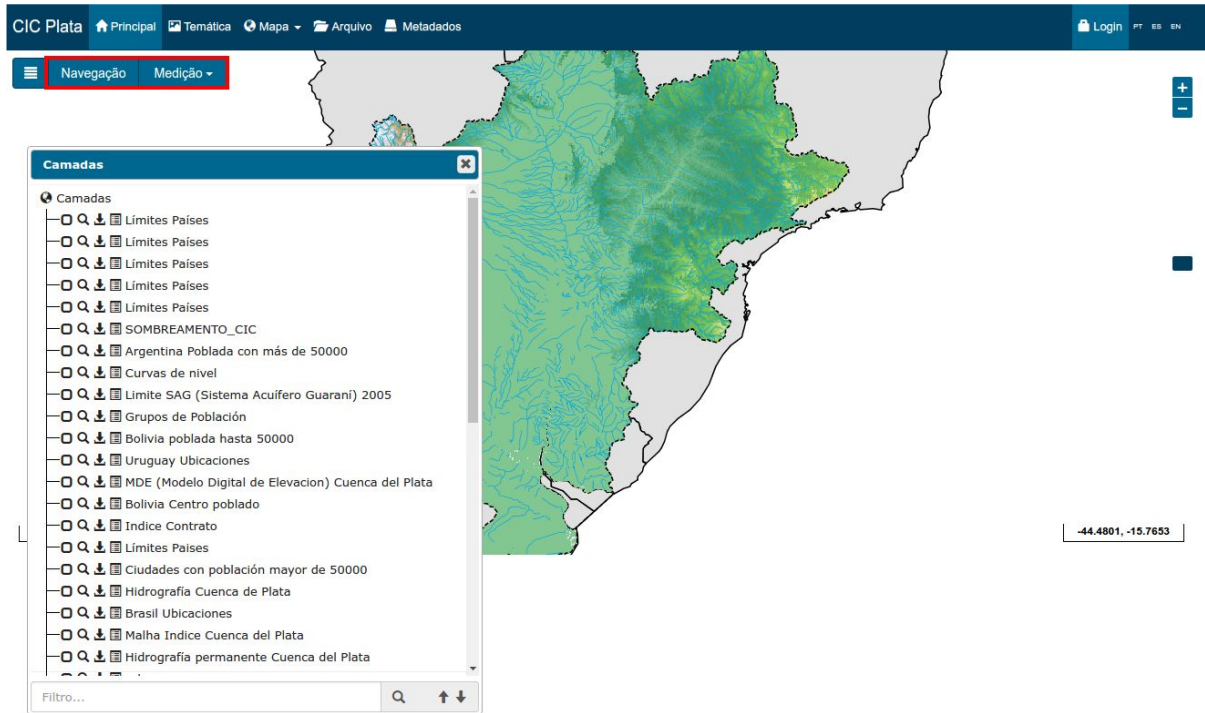 CIC Plata Principal Temática Mapa Arquivo Metadados Login PT ES EN
Navegação Medição
+
-
Camadas
Camadas
Límites Países
Límites Países
Límites Países
Límites Países
Límites Países
SOMBREAMENTO_CIC
Argentina Poblada con más de 50000
Curvas de nivel
Limite SAG (Sistema Acuífero Guaraní) 2005
Grupos de Población
Bolivia poblada hasta 50000
Uruguay Ubicaciones
MDE (Modelo Digital de Elevacion) Cuenca del Plata
Bolivia Centro poblado
Indice Contrato
Límites Paises
Ciudades con población mayor de 50000
Hidrografía Cuenca de Plata
Brasil Ubicaciones
Malha Indice Cuenca del Plata
Hidrografía permanente Cuenca del Plata
Filtro...
-44.4801, -15.7653